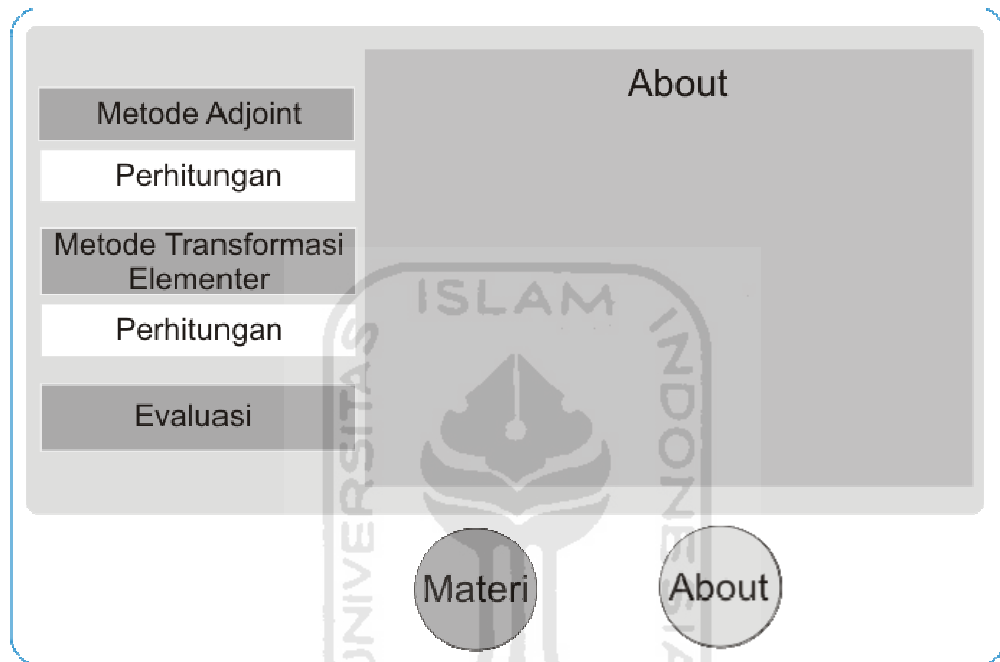 About
Metode Adjoint
Perhitungan
Metode Transformasi
Elementer
Perhitungan
Evaluasi
Materi
About
UNIVERSITAS
ISLAM
INDONESIA